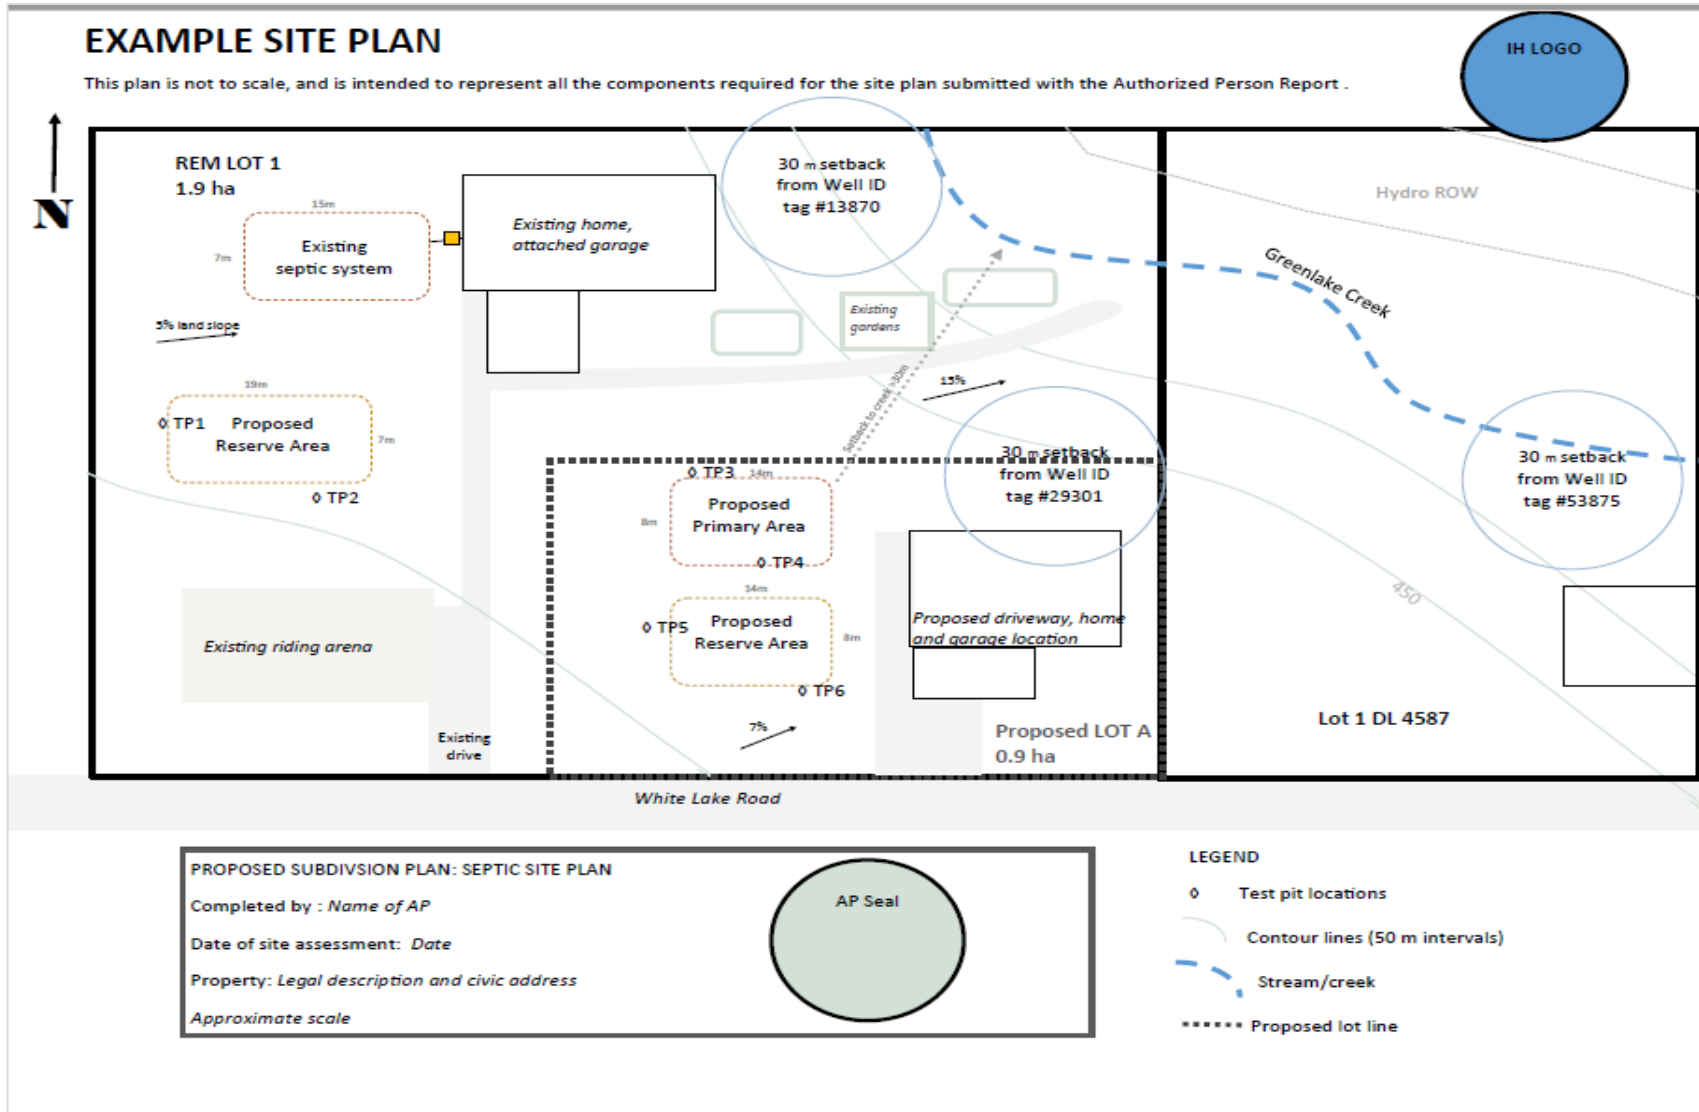 EXAMPLE SITE PLAN
This plan is not to scale, and is intended to represent all the components required for the site plan submitted with the Authorized Person Report .
IH LOGO
N
REM LOT 1
1.9 ha
15m
7m
Existing
septic system
Existing home,
attached garage
30 m setback
from Well ID
tag #13870
Hydro ROW
Greenlake Creek
5% land slope
Existing
gardens
19m
TP1
Proposed
Reserve Area
7m
TP2
Setback to creek >30m
15%
30 m setback
from Well ID
tag #29301
30 m setback
from Well ID
tag #53875
TP3
14m
8m
Proposed
Primary Area
TP4
14m
TP5
Proposed
Reserve Area
8m
TP6
7%
Proposed driveway, home
and garage location
450
Existing riding arena
Existing
drive
Proposed LOT A
0.9 ha
Lot 1 DL 4587
White Lake Road
PROPOSED SUBDIVSION PLAN: SEPTIC SITE PLAN
Completed by : Name of AP
Date of site assessment: Date
Property: Legal description and civic address
Approximate scale
AP Seal
LEGEND
Test pit locations
Contour lines (50 m intervals)
Stream/creek
Proposed lot line